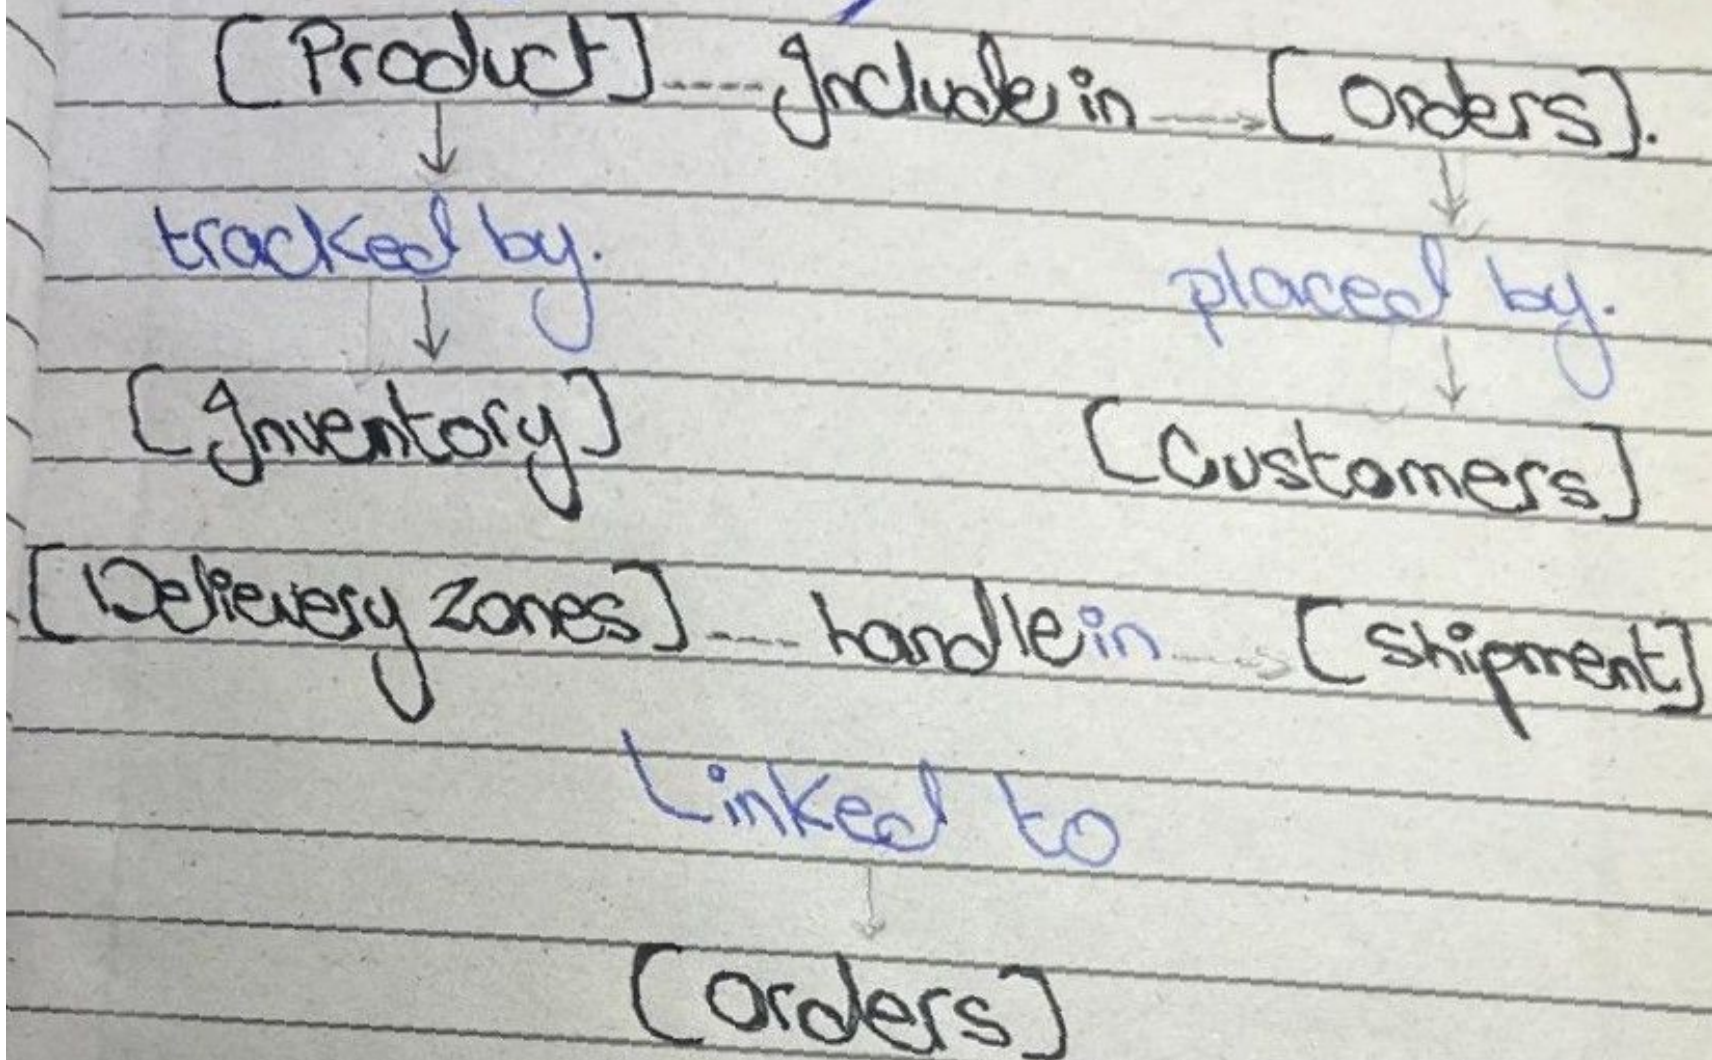 [Product] ---- Include in ---> [Orders].
tracked by. placed by.
[Inventory] [Customers]
[Delievery Zones] ---- handle in ---> [Shipment]
Linked to
[Orders]